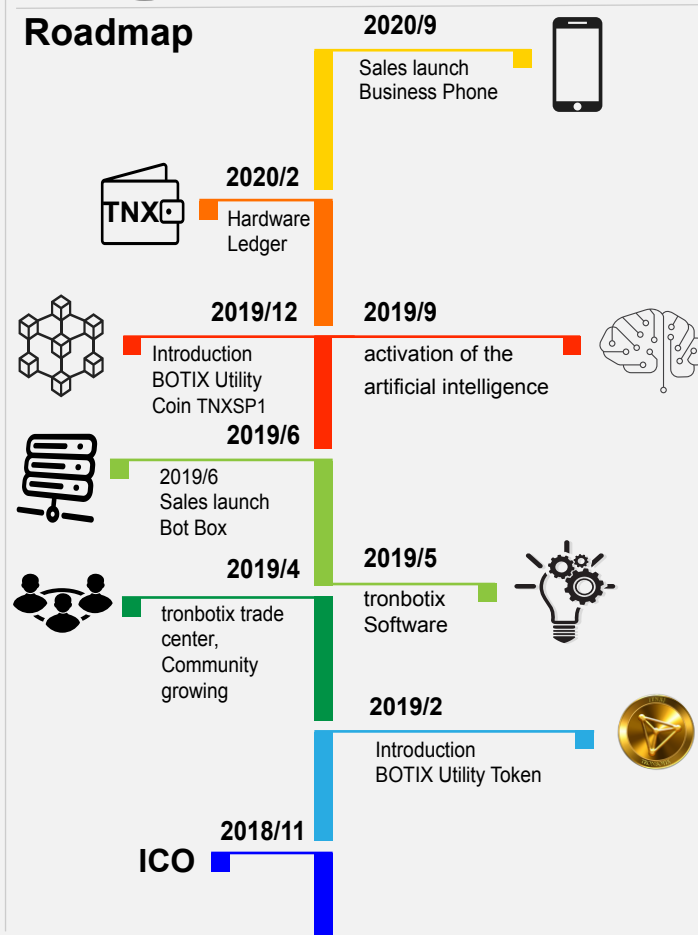 Roadmap
2020/9
Sales launch
Business Phone
2020/2
TNX
Hardware
Ledger
2019/12
Introduction
BOTIX Utility
Coin TNXSP1
2019/9
activation of the
artificial intelligence
2019/6
2019/6
Sales launch
Bot Box
2019/5
tronbotix
Software
2019/4
tronbotix trade
center,
Community
growing
2019/2
Introduction
BOTIX Utility Token
2018/11
ICO